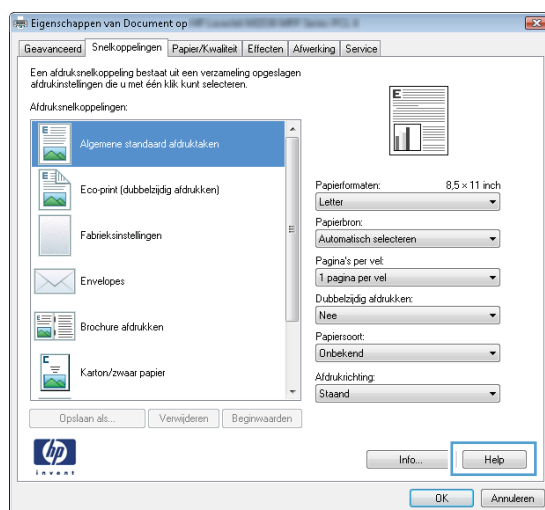 Eigenschappen van Document op
Geavanceerd Snelkoppelingen Papier/Kwaliteit Effecten Afwerking Service
Een afdruksnelkoppeling bestaat uit een verzameling opgeslagen
afdrukinstellingen die u met één klik kunt selecteren.
Afdruksnelkoppelingen:
Algemene standaard afdruktaken
Eco-print (dubbelzijdig afdrukken)
Fabrieksinstellingen
Envelopes
Brochure afdrukken
Karton/zwaar papier
E
Papierformaten: 8,5 × 11 inch
Letter
Papierbron:
Automatisch selecteren
Pagina's per vel:
1 pagina per vel
Dubbelzijdig afdrukken:
Nee
Papiersoort:
Onbekend
Afdrukrichting:
Staand
Opslaan als... Verwijderen Beginwaarden
hp
invent
Info... Help
OK Annuleren